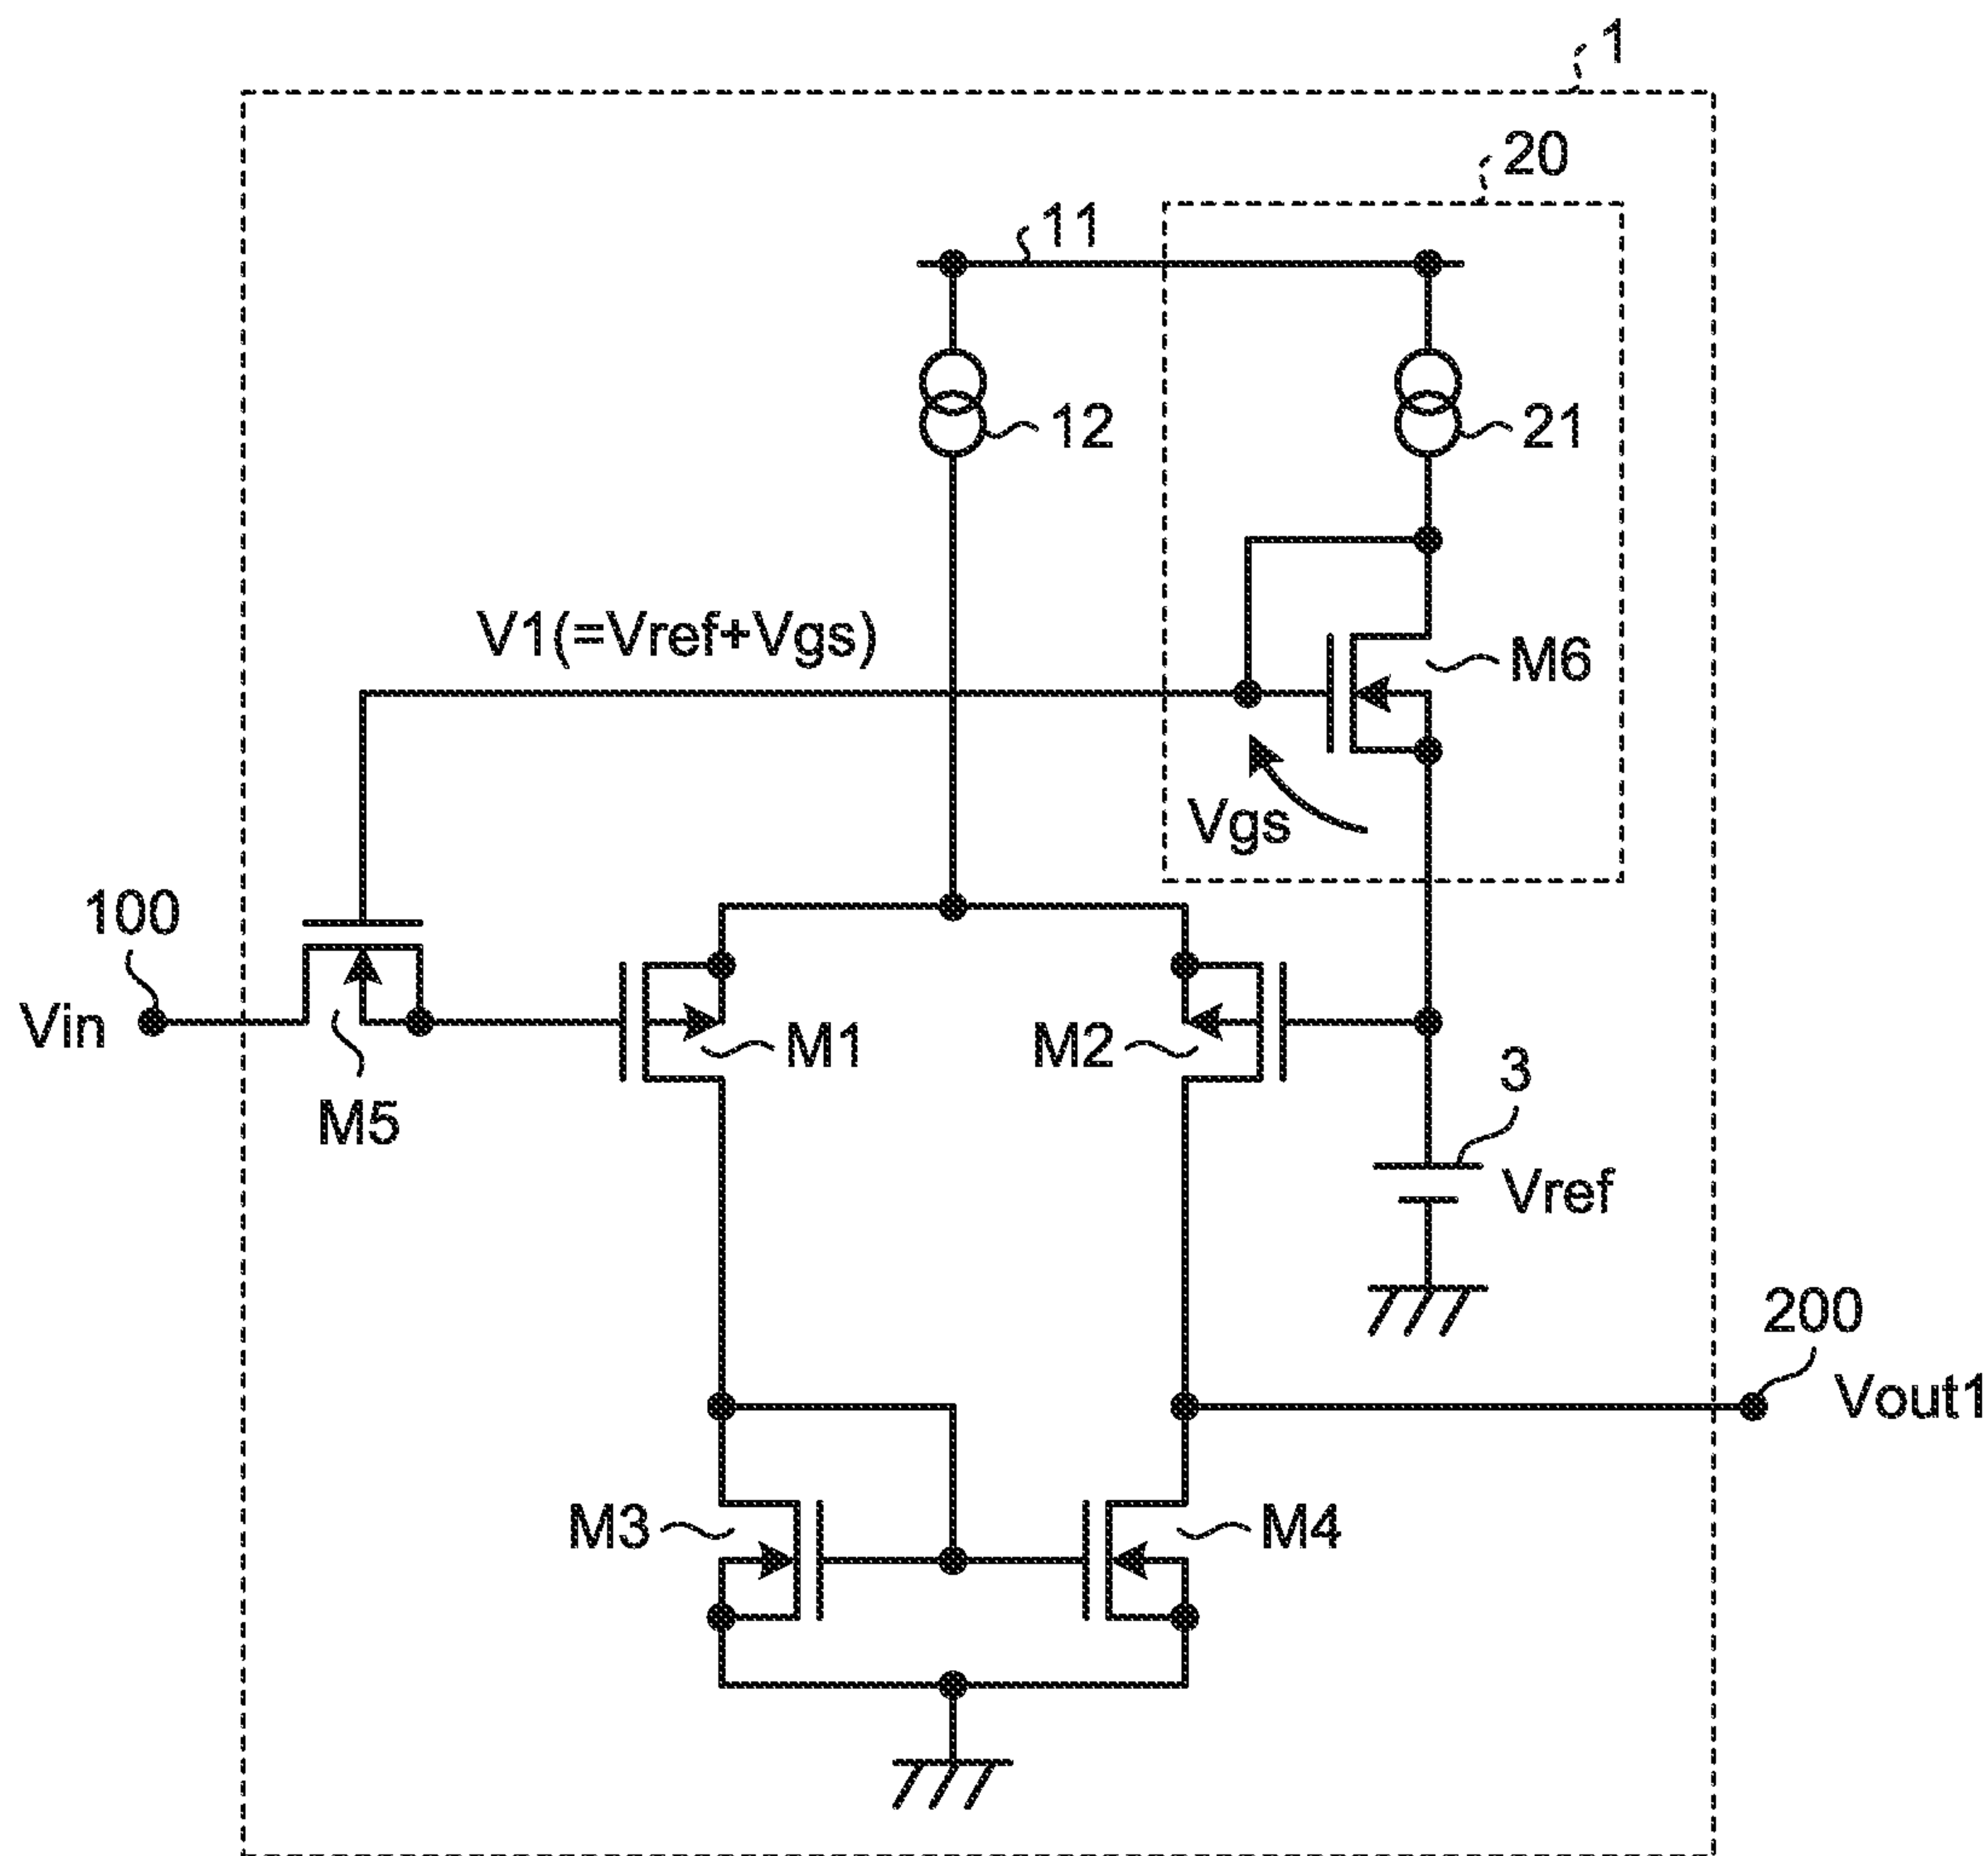 1
20
11
12
21
V1(=Vref+Vgs)
M6
Vgs
100
Vin
M1
M2
M5
3
Vref
200
Vout1
M3
M4